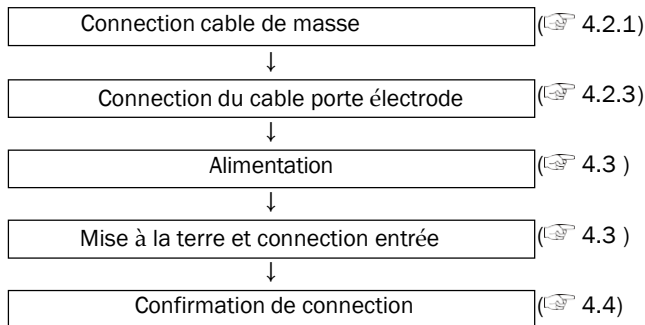 Connection cable de masse (☞ 4.2.1)
↓
Connection du cable porte électrode (☞ 4.2.3)
↓
Alimentation (☞ 4.3 )
↓
Mise à la terre et connection entrée (☞ 4.3 )
↓
Confirmation de connection (☞ 4.4)